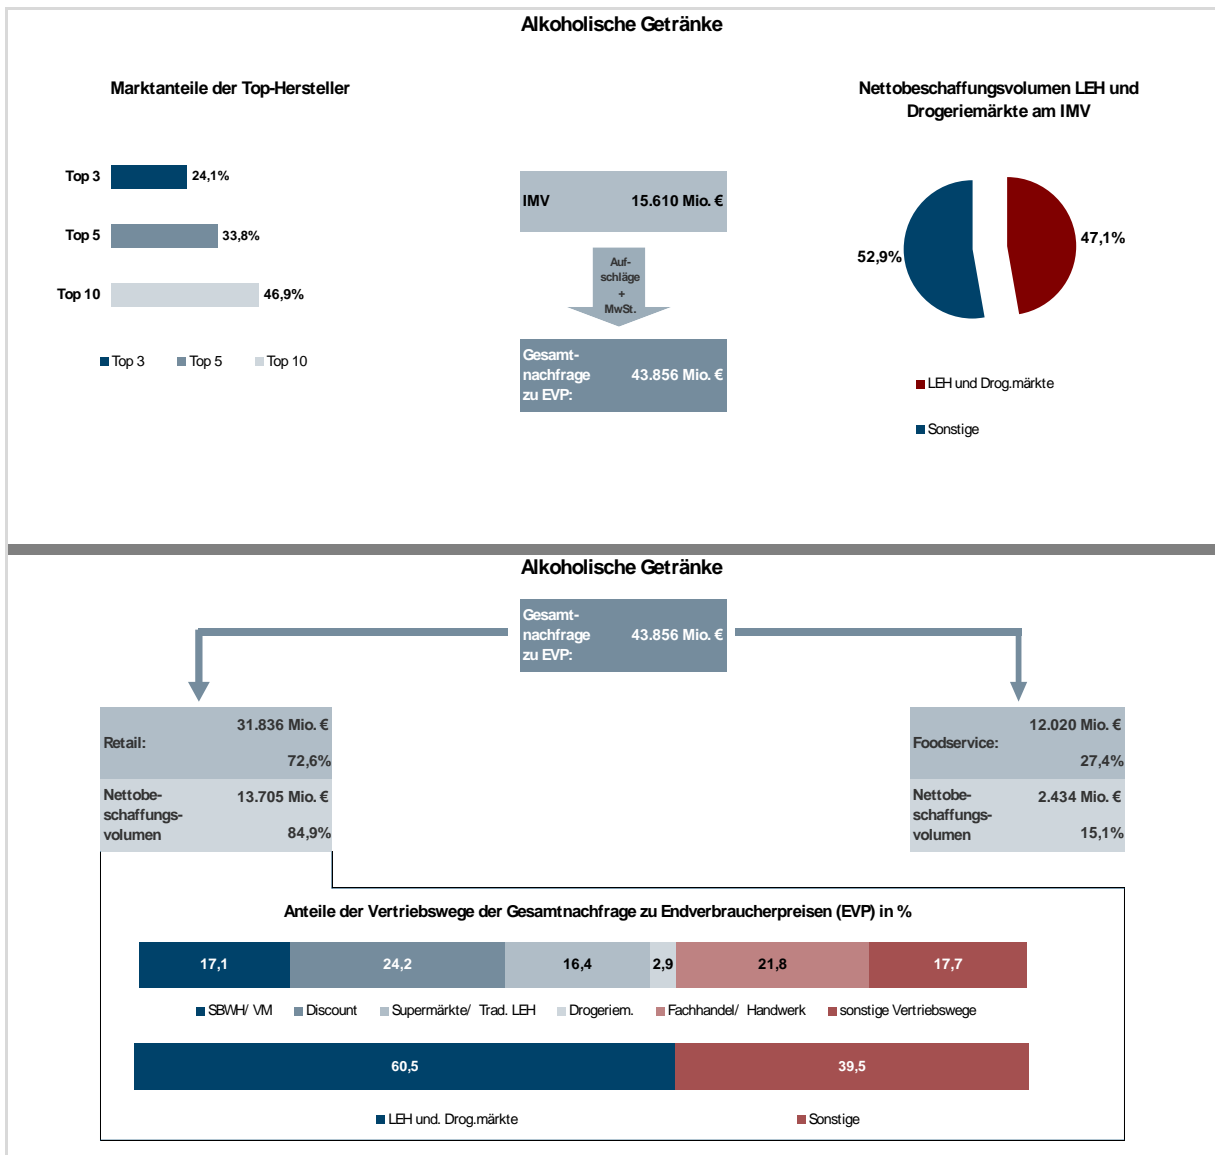 Alkoholische Getränke
Marktanteile der Top-Hersteller
Top 3
24,1%
Top 5
33,8%
Top 10
46,9%
Top 3
Top 5
Top 10
IMV
15.610 Mio. €
Auf-
schläge
+
MwSt.
Gesamt-
nachfrage
zu EVP:
43.856 Mio. €
Nettobeschaffungsvolumen LEH und
Drogeriemärkte am IMV
52,9%
47,1%
LEH und Drog.märkte
Sonstige
Alkoholische Getränke
Gesamt-
nachfrage
zu EVP:
43.856 Mio. €
Retail:
31.836 Mio. €
72,6%
Nettobe-
schaffungs-
volumen
13.705 Mio. €
84,9%
Foodservice:
12.020 Mio. €
27,4%
Nettobe-
schaffungs-
volumen
2.434 Mio. €
15,1%
Anteile der Vertriebswege der Gesamtnachfrage zu Endverbraucherpreisen (EVP) in %
17,1
24,2
16,4
2,9
21,8
17,7
SBWH/ VM
Discount
Supermärkte/ Trad. LEH
Drogeriem.
Fachhandel/ Handwerk
sonstige Vertriebswege
60,5
39,5
LEH und. Drog.märkte
Sonstige